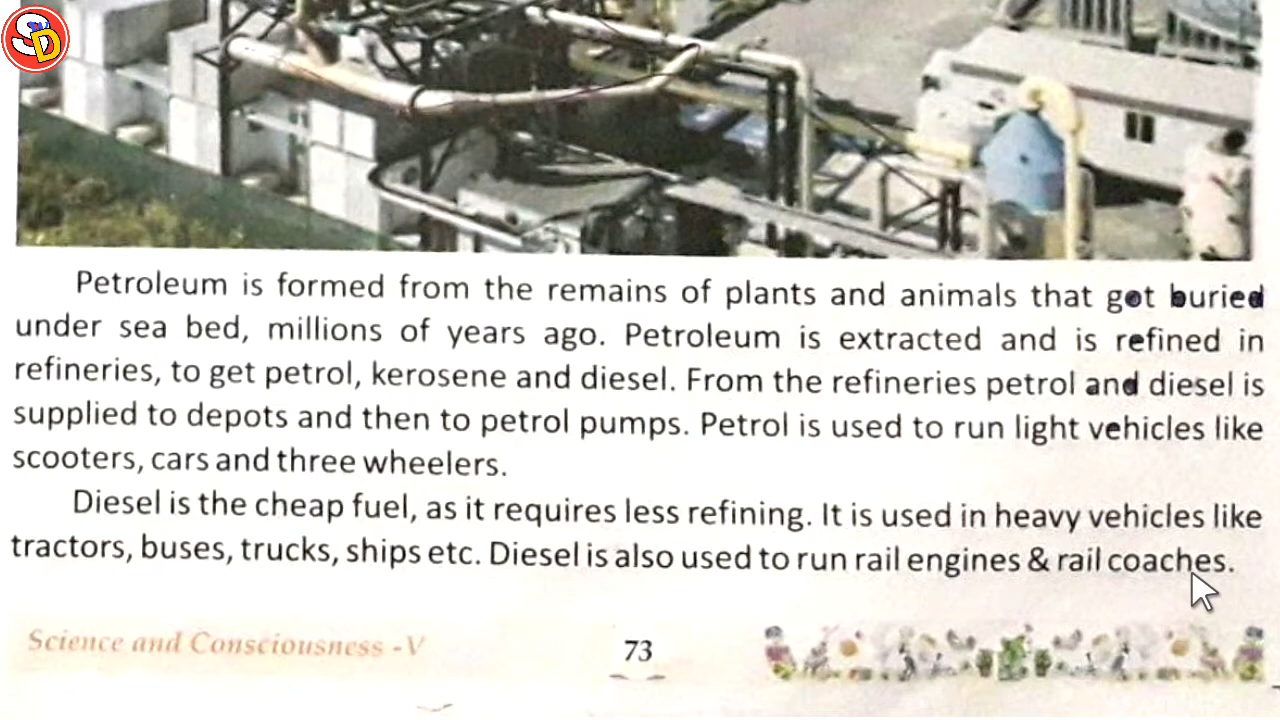 SD
Petroleum is formed from the remains of plants and animals that got buried
under sea bed, millions of years ago. Petroleum is extracted and is refined in
refineries, to get petrol, kerosene and diesel. From the refineries petrol and diesel is
supplied to depots and then to petrol pumps. Petrol is used to run light vehicles like
scooters, cars and three wheelers.
Diesel is the cheap fuel, as it requires less refining. It is used in heavy vehicles like
tractors, buses, trucks, ships etc. Diesel is also used to run rail engines & rail coaches.
Science and Consciousness -V
73